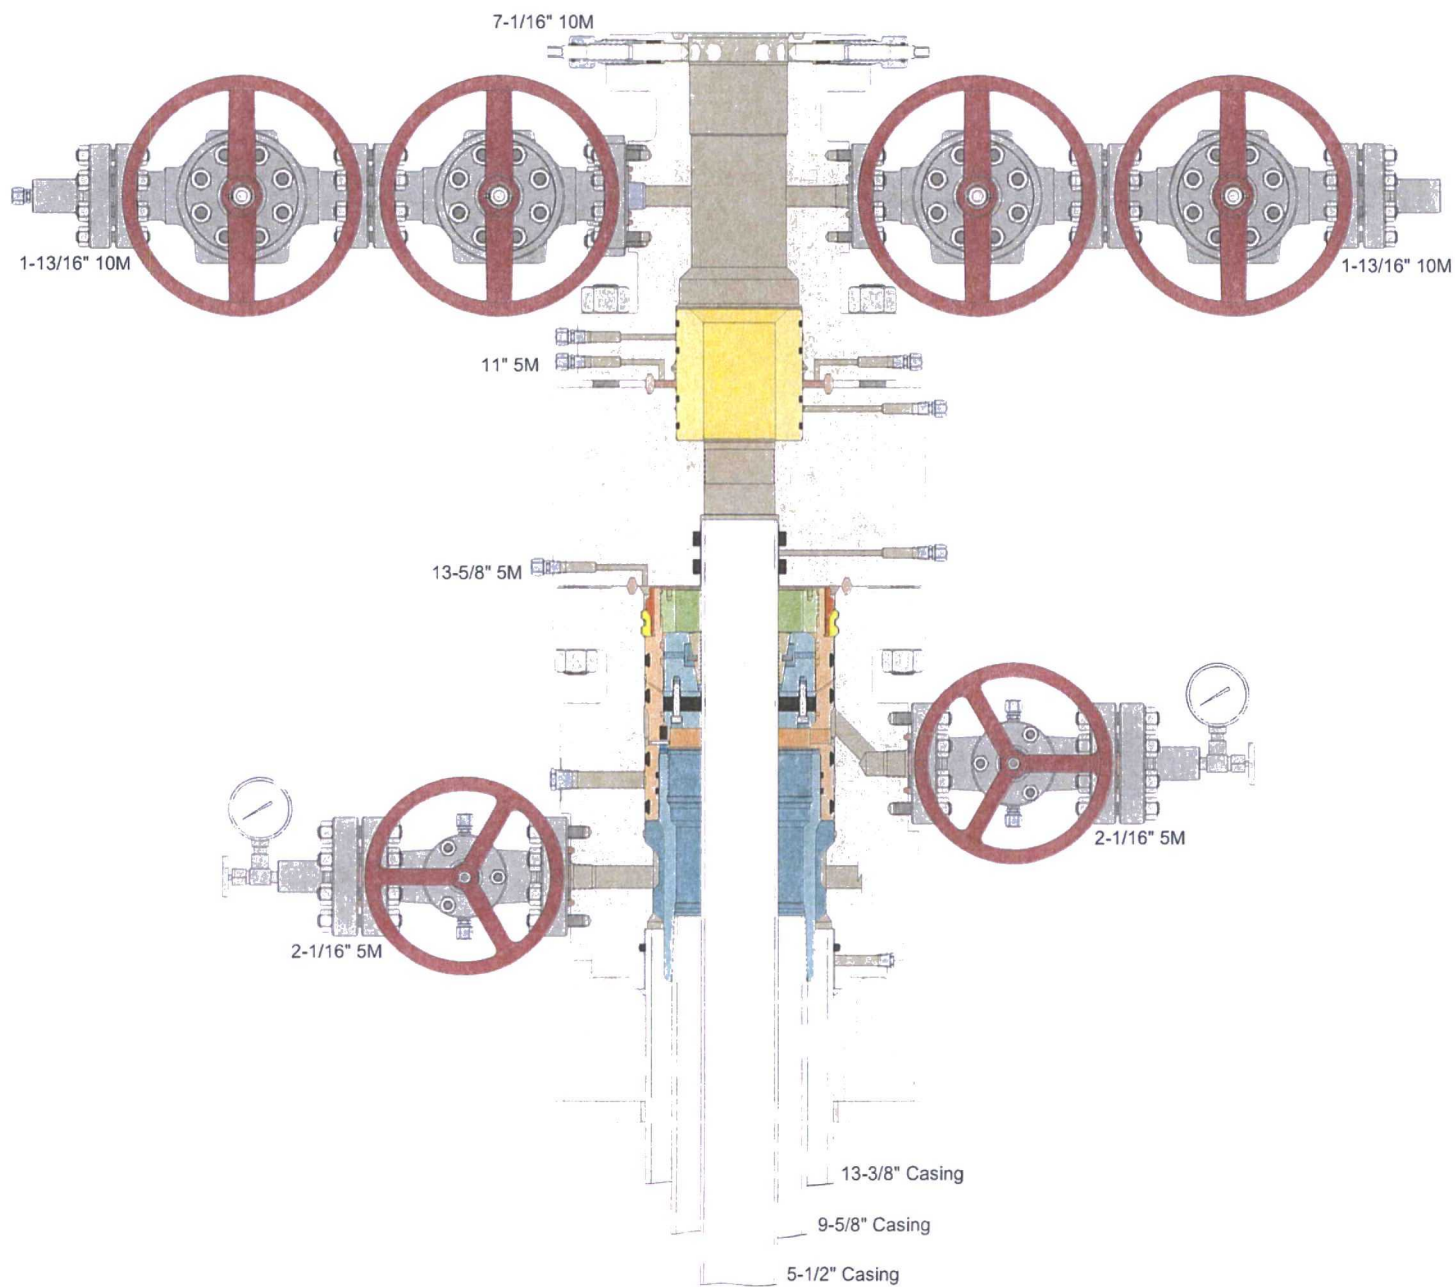 7-1/16" 10M
1-13/16" 10M
1-13/16" 10M
11" 5M
13-5/8" 5M
2-1/16" 5M
2-1/16" 5M
13-3/8" Casing
9-5/8" Casing
5-1/2" Casing